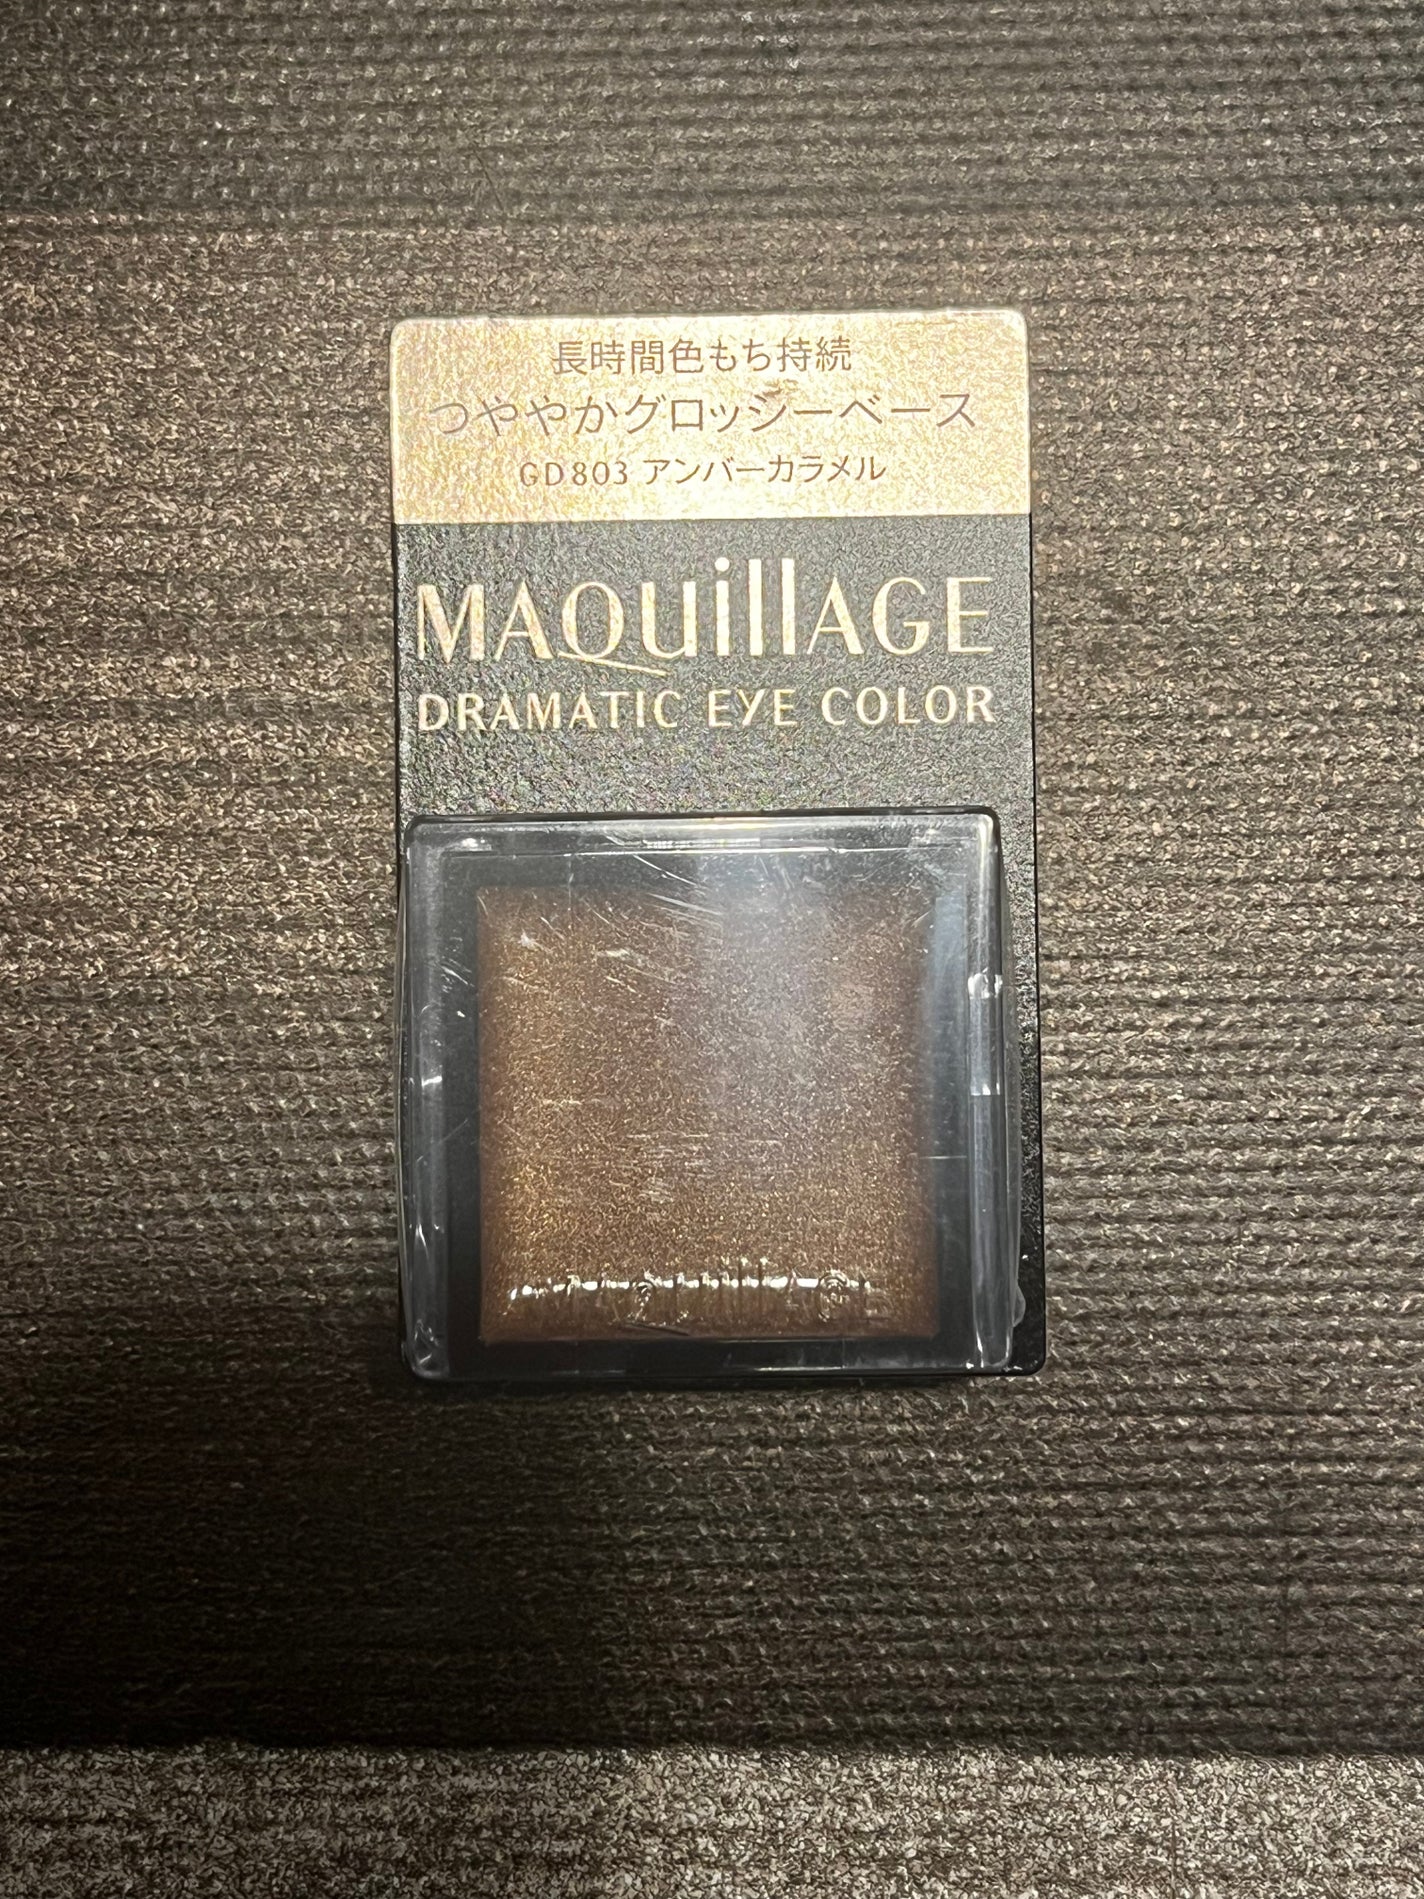 長時間色もち持続
つややかグロッシーベース
GD803 アンバーカラメル
MAQuillAGE
DRAMATIC EYE COLOR
MAQuillAGE